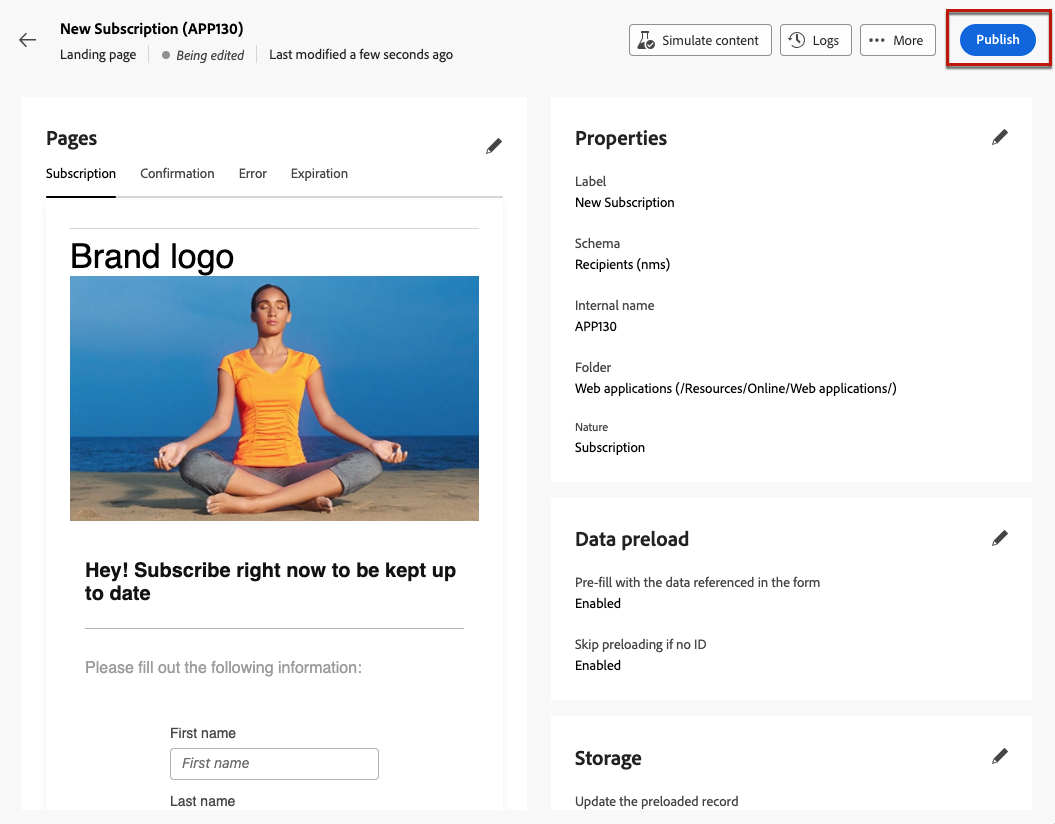 New Subscription (APP130)
Landing page
Being edited
Last modified a few seconds ago
Simulate content
Logs
More
Publish
Pages
Subscription
Confirmation
Error
Expiration
Brand logo
Hey! Subscribe right now to be kept up
to date
Please fill out the following information:
First name
First name
Last name
Properties
Label
New Subscription
Schema
Recipients (nms)
Internal name
APP130
Folder
Web applications (/Resources/Online/Web applications/)
Nature
Subscription
Data preload
Pre-fill with the data referenced in the form
Enabled
Skip preloading if no ID
Enabled
Storage
Update the preloaded record